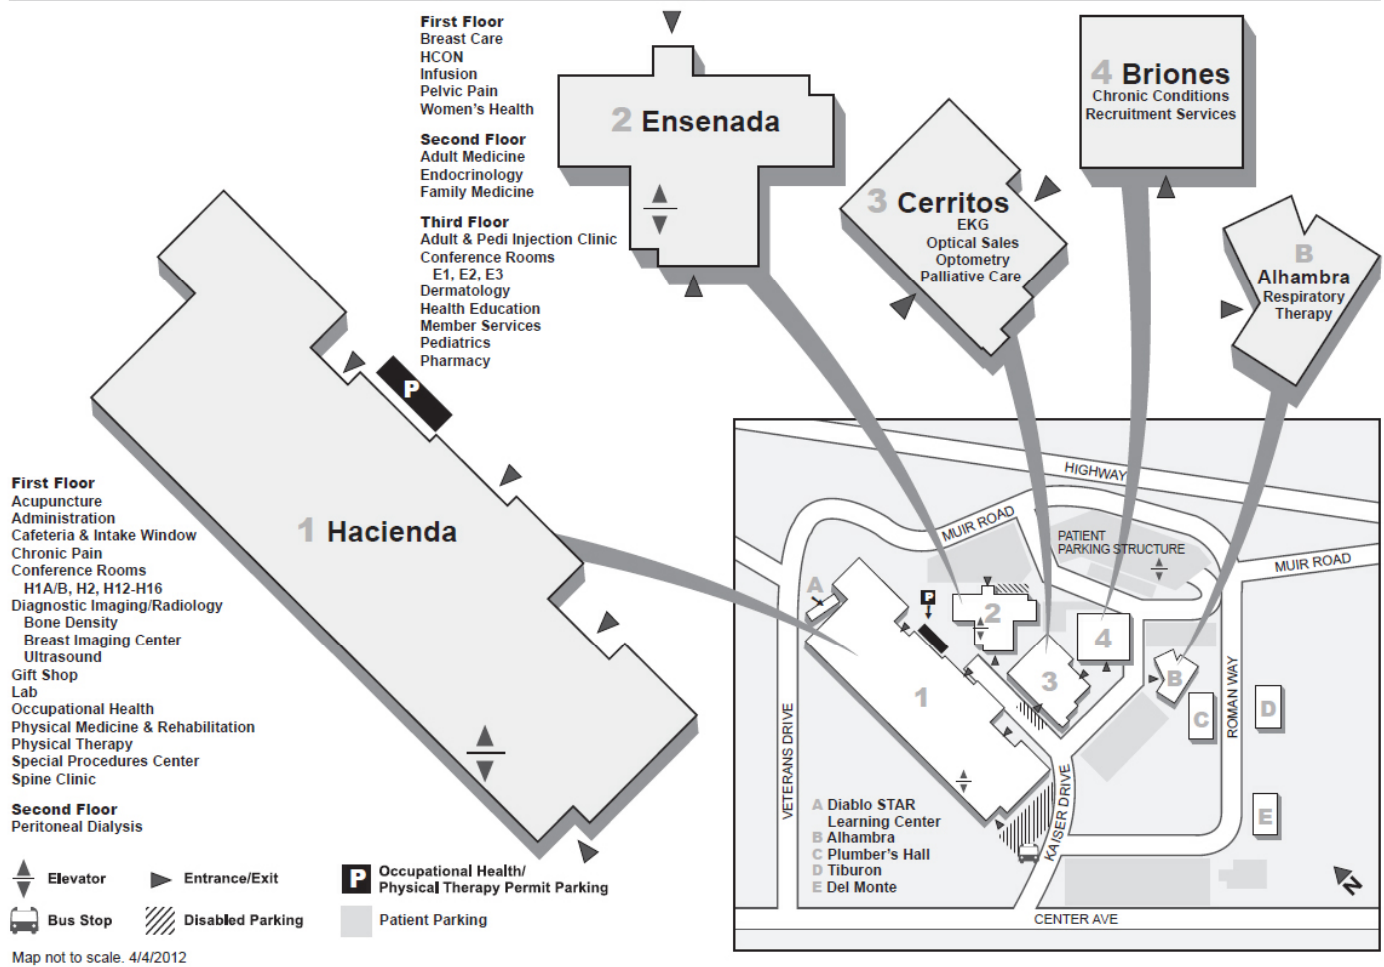 First Floor
Breast Care
HCON
Infusion
Pelvic Pain
Women's Health
Second Floor
Adult Medicine
Endocrinology
Family Medicine
Third Floor
Adult & Pedi Injection Clinic
Conference Rooms
E1, E2, E3
Dermatology
Health Education
Member Services
Pediatrics
Pharmacy
2 Ensenada
3 Cerritos
EKG
Optical Sales
Optometry
Palliative Care
4 Briones
Chronic Conditions
Recruitment Services
B
Alhambra
Respiratory
Therapy
P
1 Hacienda
First Floor
Acupuncture
Administration
Cafeteria & Intake Window
Chronic Pain
Conference Rooms
H1A/B, H2, H12-H16
Diagnostic Imaging/Radiology
Bone Density
Breast Imaging Center
Ultrasound
Gift Shop
Lab
Occupational Health
Physical Medicine & Rehabilitation
Physical Therapy
Special Procedures Center
Spine Clinic
Second Floor
Peritoneal Dialysis
HIGHWAY
MUIR ROAD
PATIENT
PARKING STRUCTURE
MUIR ROAD
A
P
2
4
3
1
B
C
D
E
VETERANS DRIVE
ROMAN WAY
KAISER DRIVE
A Diablo STAR
Learning Center
B Alhambra
C Plumber's Hall
D Tiburon
E Del Monte
N
CENTER AVE
Elevator
Entrance/Exit
P
Occupational Health/
Physical Therapy Permit Parking
Bus Stop
Disabled Parking
Patient Parking
Map not to scale. 4/4/2012